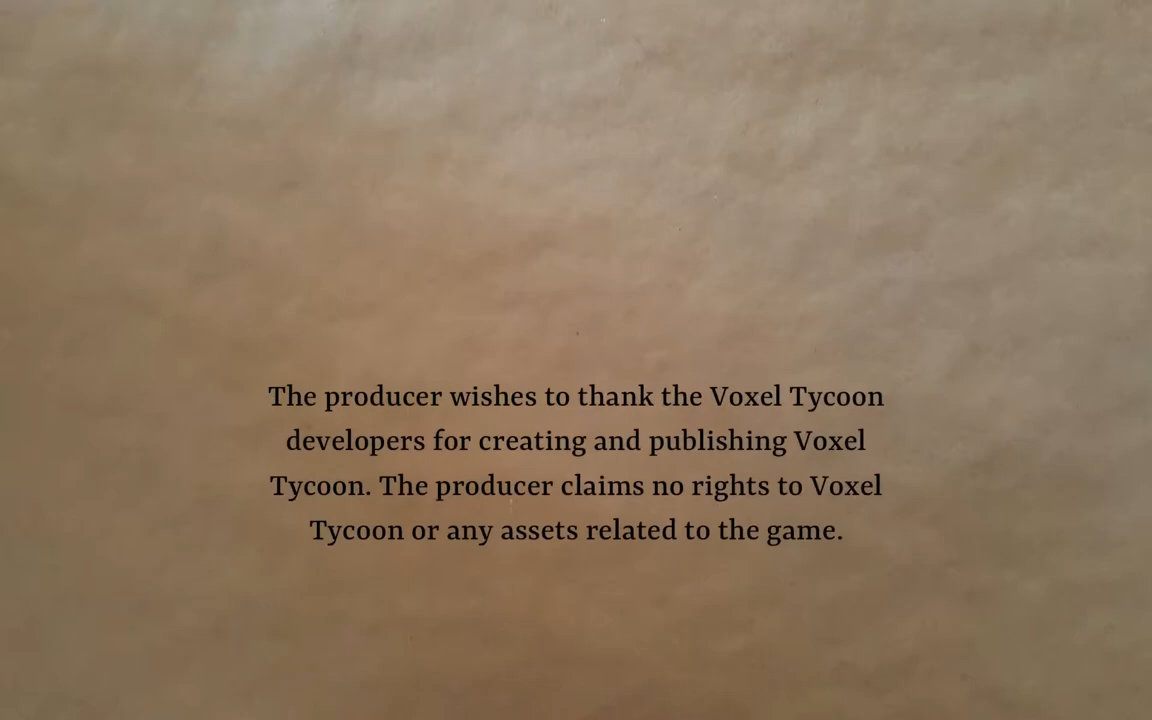 The producer wishes to thank the Voxel Tycoon
developers for creating and publishing Voxel
Tycoon. The producer claims no rights to Voxel
Tycoon or any assets related to the game.